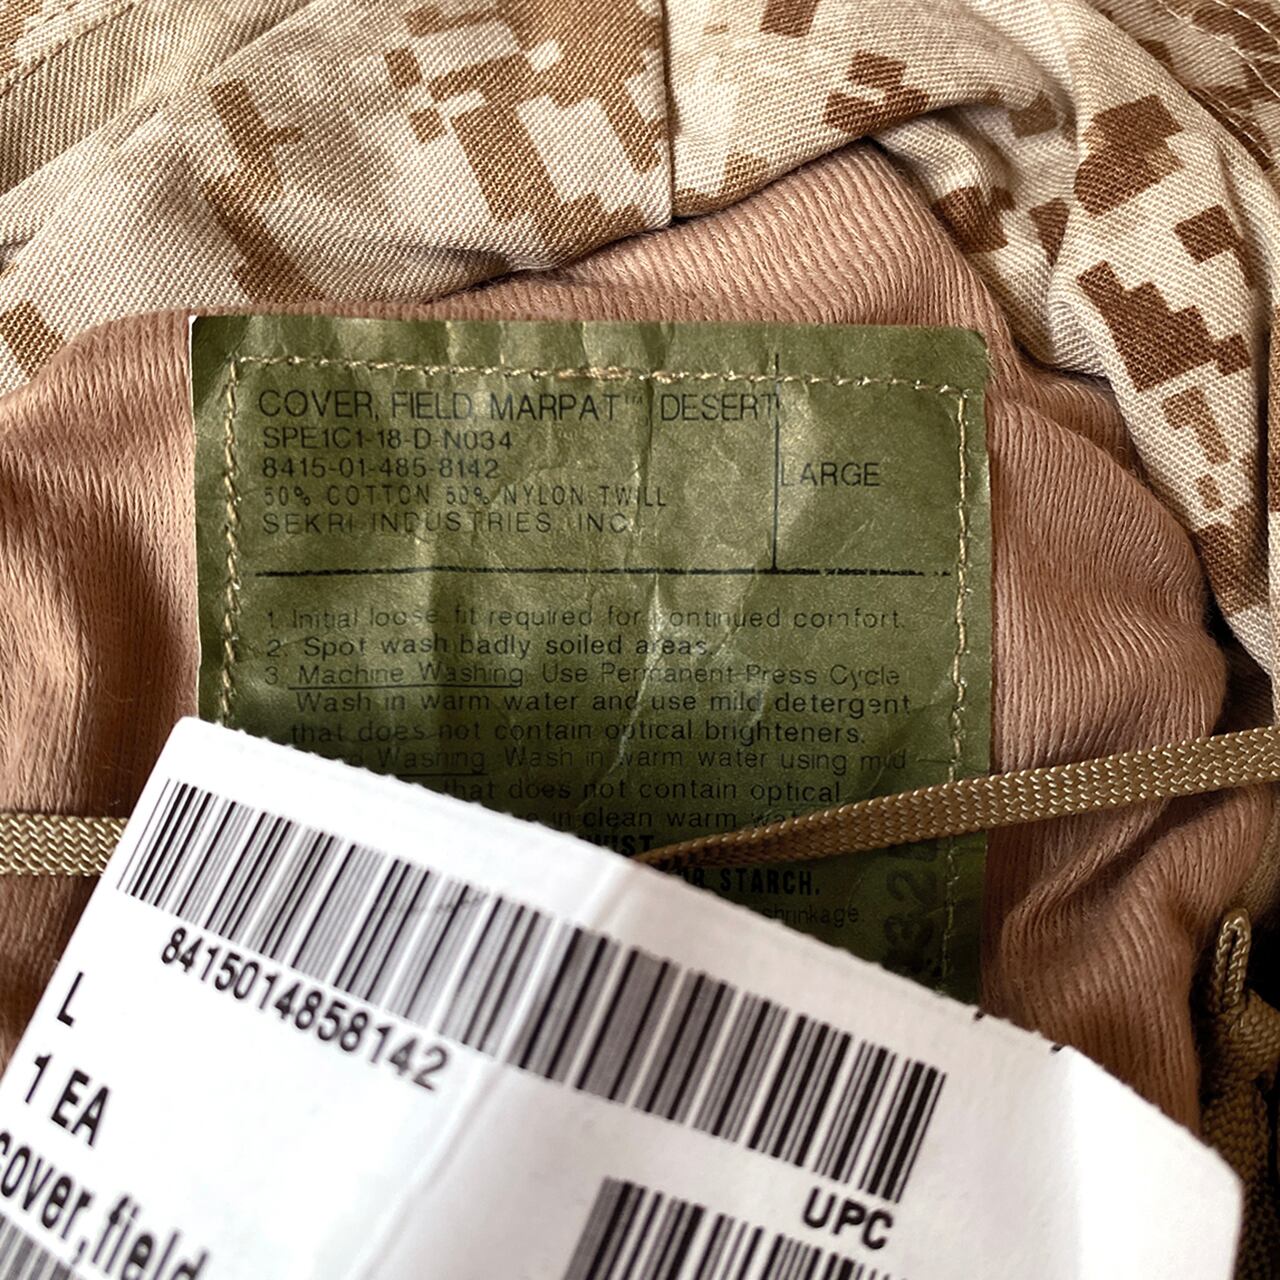 COVER, FIELD, MARPAT™ DESERT
SPE1C1-18-D-N034
8415-01-485-8142
50% COTTON 50% NYLON TWILL
SEKRI INDUSTRIES, INC.
LARGE
1. Initial loose fit required for continued comfort.
2. Spot wash badly soiled areas.
3. Machine Washing: Use Permanent Press Cycle
Wash in warm water and use mild detergent
that does not contain optical brighteners.
Washing: Wash in warm water using mild
that does not contain optical
in clean warm
STARCH.
shrinkage.
8415014858142
L
1 EA
cover,field
UPC